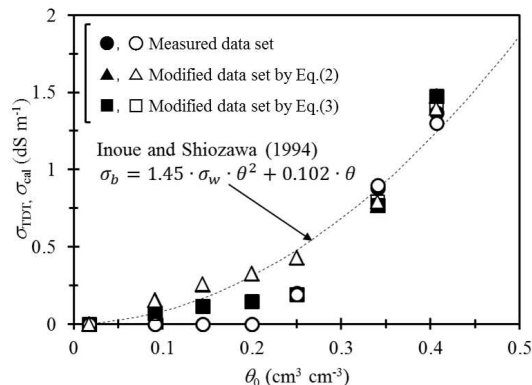 2
1.5
1
0.5
0
0 0.1 0.2 0.3 0.4 0.5
σTDT, σcal (dS m⁻¹)
θ₀ (cm³ cm⁻³)
●, ○ Measured data set
▲, △ Modified data set by Eq.(2)
■, □ Modified data set by Eq.(3)
Inoue and Shiozawa (1994)
σb = 1.45 · σw · θ² + 0.102 · θ